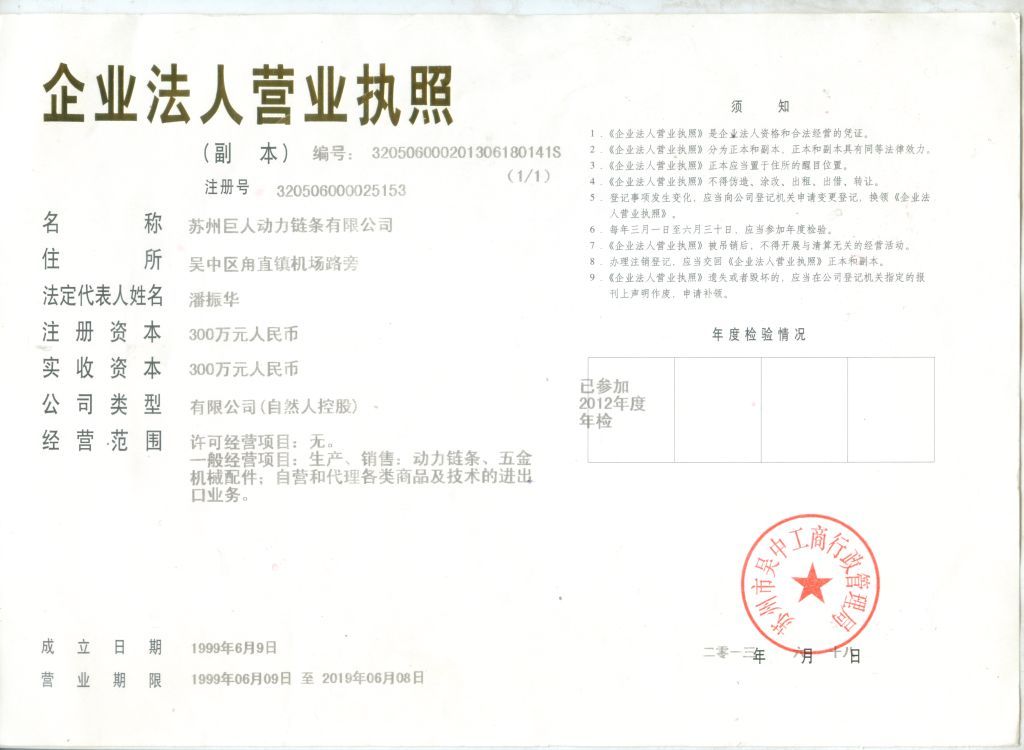 企业法人营业执照
(副 本) 编号: 320506000201306180141S
(1/1)
注册号 320506000025153
名称 苏州巨人动力链条有限公司
住所 吴中区甪直镇机场路旁
法定代表人姓名 潘振华
注册资本 300万元人民币
实收资本 300万元人民币
公司类型 有限公司(自然人控股)
经营范围 许可经营项目:无。
一般经营项目:生产、销售:动力链条、五金
机械配件;自营和代理各类商品及技术的进出
口业务。
成立日期 1999年6月9日
营业期限 1999年06月09日 至 2019年06月08日
须知
1.《企业法人营业执照》是企业法人资格和合法经营的凭证。
2.《企业法人营业执照》分为正本和副本,正本和副本具有同等法律效力。
3.《企业法人营业执照》正本应当置于住所的醒目位置。
4.《企业法人营业执照》不得伪造、涂改、出租、出借、转让。
5.登记事项发生变化,应当向公司登记机关申请变更登记,换领《企业法
人营业执照》。
6.每年三月一日至六月三十日,应当参加年度检验。
7.《企业法人营业执照》被吊销后,不得开展与清算无关的经营活动。
8.办理注销登记,应当交回《企业法人营业执照》正本和副本。
9.《企业法人营业执照》遗失或者毁坏的,应当在公司登记机关指定的报
刊上声明作废,申请补领。
年度检验情况
已参加
2012年度
年检
苏州市吴中工商行政管理局
二零一三年 六月 十八日